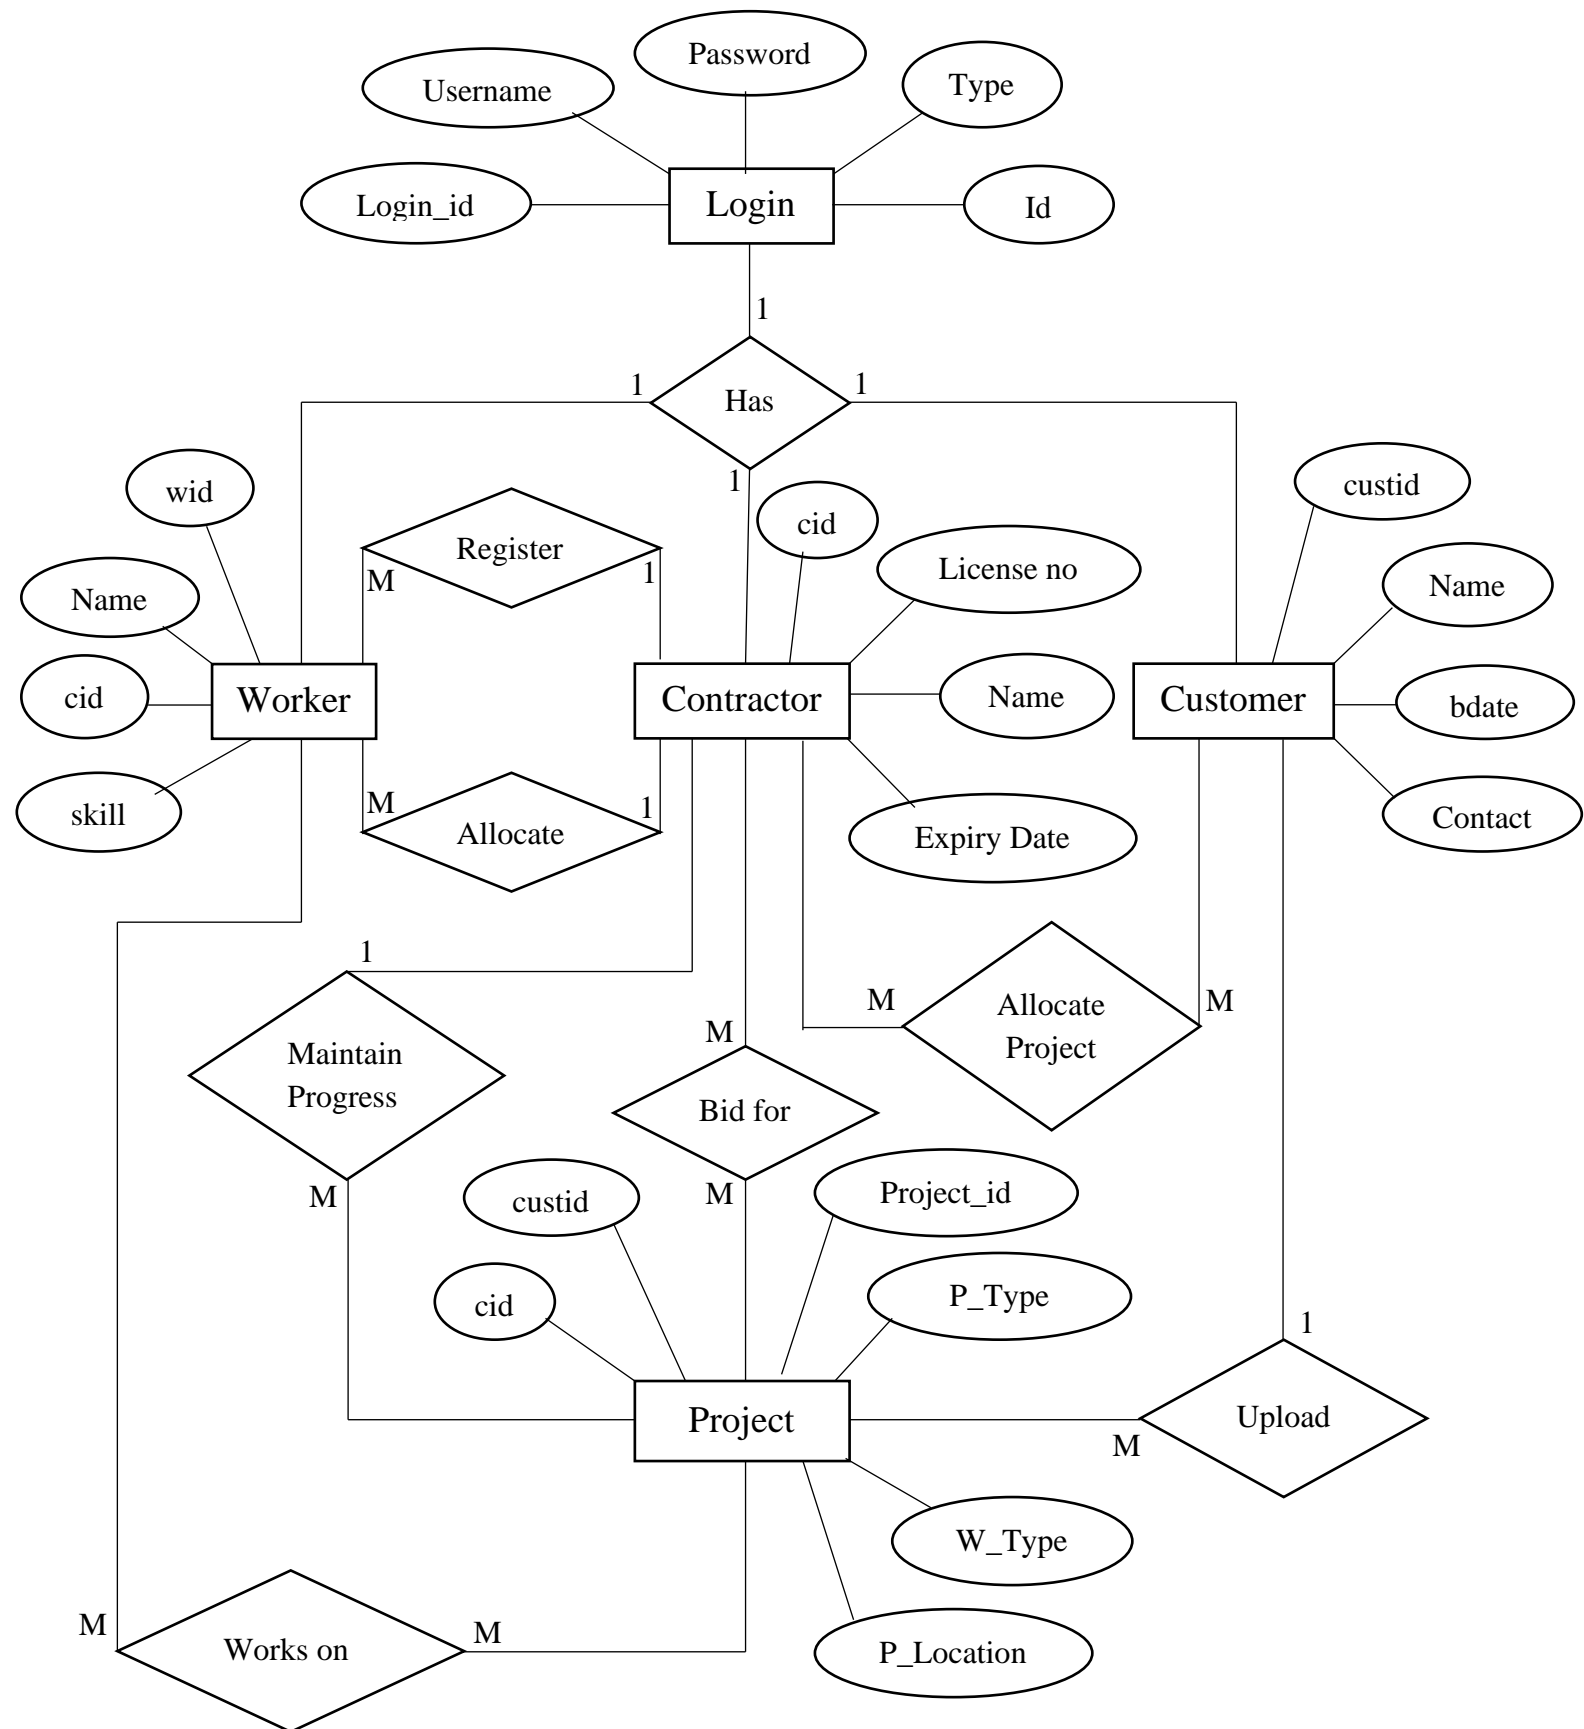 Password
Username
Type
Login_id
Login
Id
1
1
Has
1
1
wid
cid
custid
Register
License no
M
1
Name
Name
cid
Worker
Contractor
Name
Customer
bdate
skill
M
Allocate
1
Expiry Date
Contact
1
M
Allocate
Project
M
Maintain
Progress
M
Bid for
M
M
custid
Project_id
cid
P_Type
1
Project
Upload
M
W_Type
M
Works on
M
P_Location